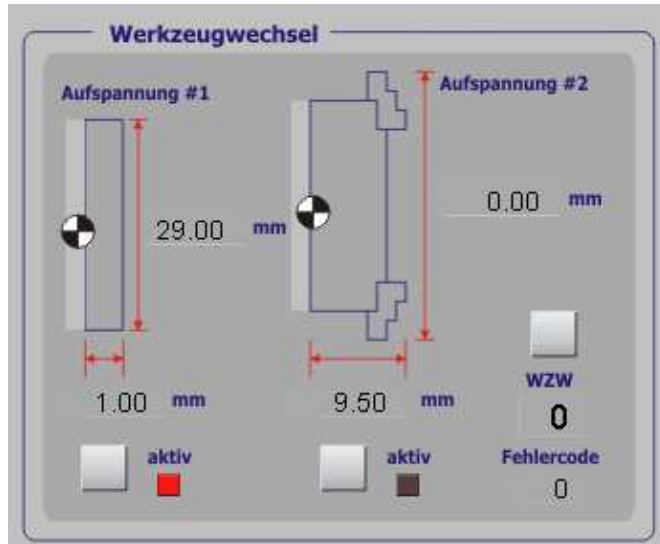 Werkzeugwechsel
Aufspannung #1
Aufspannung #2
29.00 mm
0.00 mm
1.00 mm
9.50 mm
WZW
0
aktiv
aktiv
Fehlercode
0